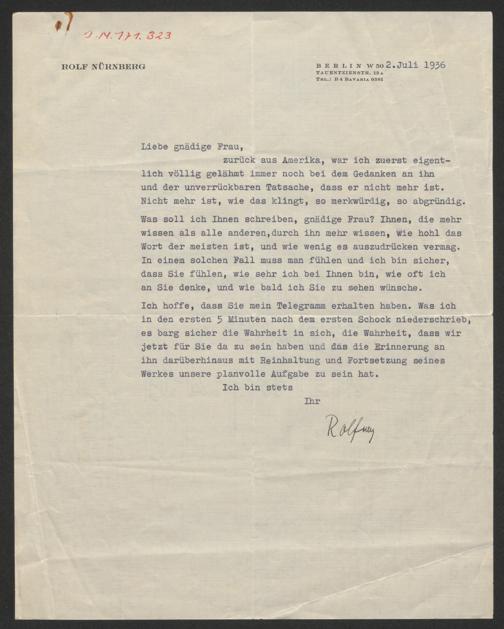 J.N. 171.323
ROLF NÜRNBERG
BERLIN W 50 2.Juli 1936
TAUENTZIENSTR. 12A
TEL.: B 4 BAVARIA 0391
Liebe gnädige Frau,
zurück aus Amerika, war ich zuerst eigent-
lich völlig gelähmt immer noch bei dem Gedanken an ihn
und der unverrückbaren Tatsache, dass er nicht mehr ist.
Nicht mehr ist, wie das klingt, so merkwürdig, so abgründig.
Was soll ich Ihnen schreiben, gnädige Frau? Ihnen, die mehr
wissen als alle anderen,durch ihn mehr wissen, wie hohl das
Wort der meisten ist, und wie wenig es auszudrücken vermag.
In einem solchen Fall muss man fühlen und ich bin sicher,
dass Sie fühlen, wie sehr ich bei Ihnen bin, wie oft ich
an Sie denke, und wie bald ich Sie zu sehen wünsche.
Ich hoffe, dass Sie mein Telegramm erhalten haben. Was ich
in den ersten 5 Minuten nach dem ersten Schock niederschrieb,
es barg sicher die Wahrheit in sich, die Wahrheit, dass wir
jetzt für Sie da zu sein haben und das die Erinnerung an
ihn darüberhinaus mit Reinhaltung und Fortsetzung seines
Werkes unsere planvolle Aufgabe zu sein hat.
Ich bin stets
Ihr